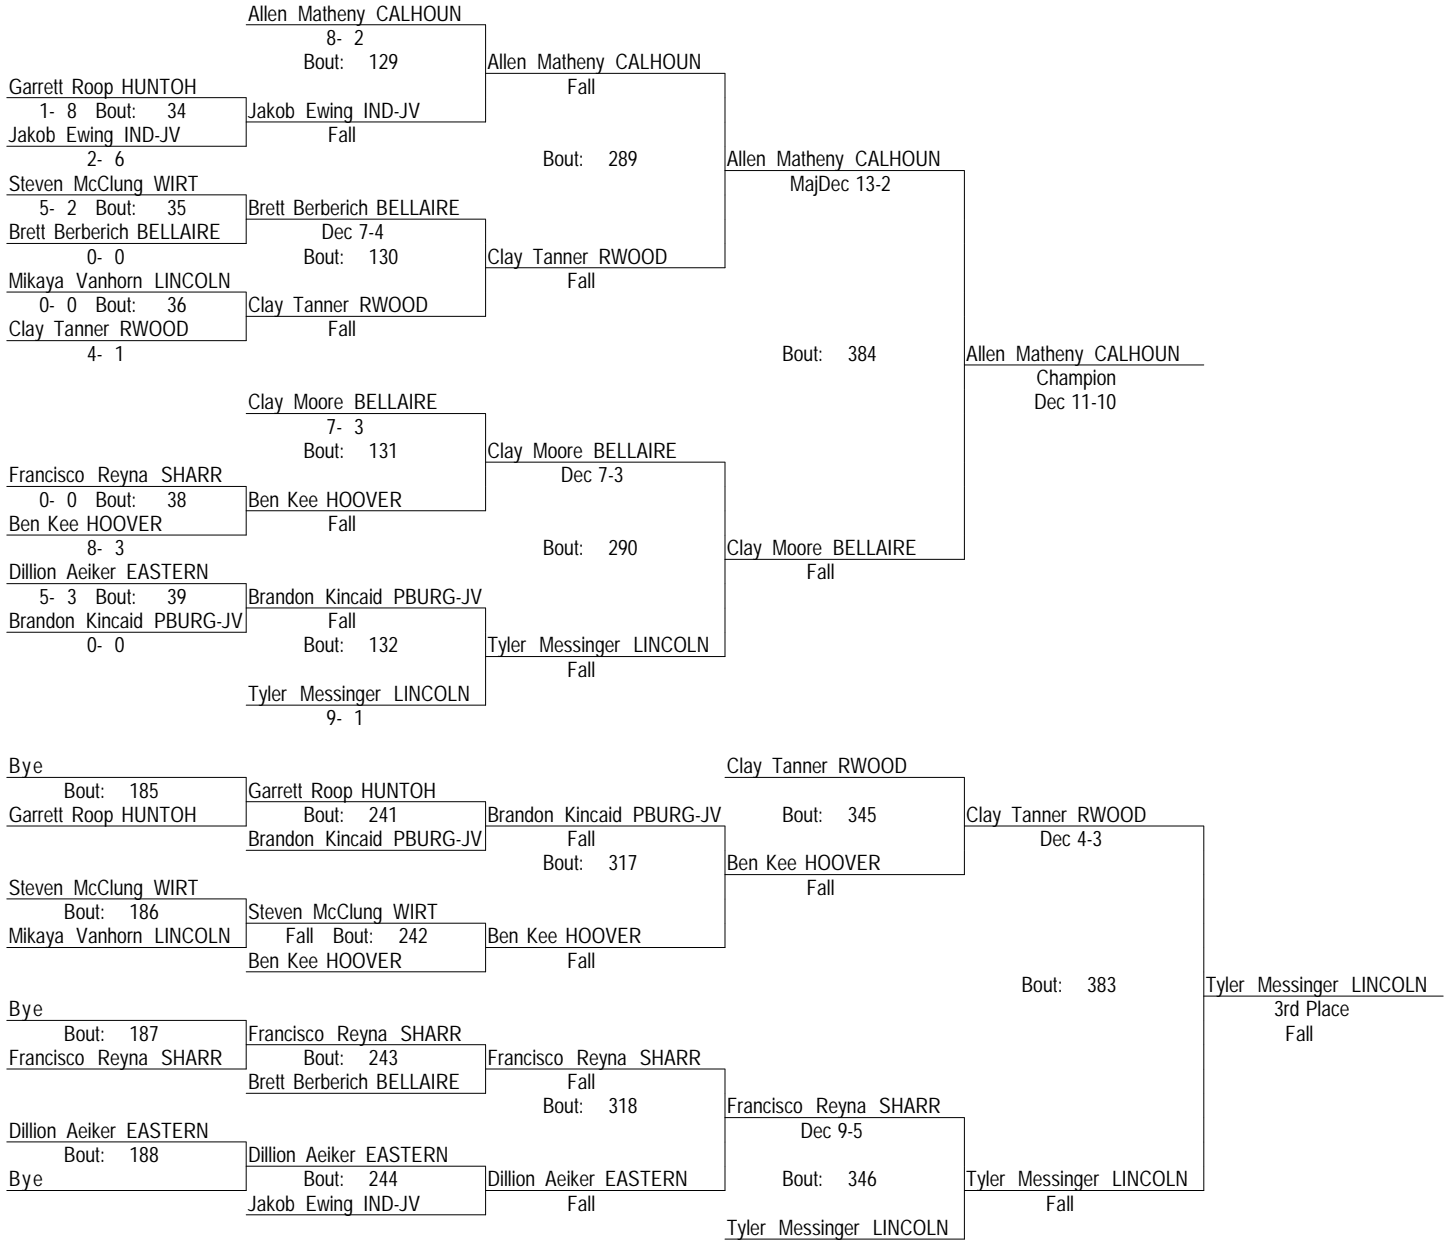 Allen Matheny CALHOUN
8- 2
Bout: 129
Allen Matheny CALHOUN
Fall
Garrett Roop HUNTOH
1- 8 Bout: 34
Jakob Ewing IND-JV
Jakob Ewing IND-JV
Fall
2- 6
Bout: 289
Allen Matheny CALHOUN
MajDec 13-2
Steven McClung WIRT
5- 2 Bout: 35
Brett Berberich BELLAIRE
Brett Berberich BELLAIRE
Dec 7-4
0- 0
Bout: 130
Clay Tanner RWOOD
Fall
Mikaya Vanhorn LINCOLN
0- 0 Bout: 36
Clay Tanner RWOOD
Clay Tanner RWOOD
Fall
4- 1
Bout: 384
Allen Matheny CALHOUN
Champion
Dec 11-10
Clay Moore BELLAIRE
7- 3
Bout: 131
Clay Moore BELLAIRE
Dec 7-3
Francisco Reyna SHARR
0- 0 Bout: 38
Ben Kee HOOVER
Ben Kee HOOVER
Fall
8- 3
Bout: 290
Clay Moore BELLAIRE
Fall
Dillion Aeiker EASTERN
5- 3 Bout: 39
Brandon Kincaid PBURG-JV
Brandon Kincaid PBURG-JV
Fall
0- 0
Bout: 132
Tyler Messinger LINCOLN
Fall
Tyler Messinger LINCOLN
9- 1
Bye
Bout: 185
Garrett Roop HUNTOH
Garrett Roop HUNTOH
Bout: 241
Brandon Kincaid PBURG-JV
Brandon Kincaid PBURG-JV
Fall
Bout: 317
Clay Tanner RWOOD
Bout: 345
Ben Kee HOOVER
Fall
Clay Tanner RWOOD
Dec 4-3
Steven McClung WIRT
Bout: 186
Mikaya Vanhorn LINCOLN
Steven McClung WIRT
Fall Bout: 242
Ben Kee HOOVER
Ben Kee HOOVER
Fall
Bout: 383
Tyler Messinger LINCOLN
3rd Place
Fall
Bye
Bout: 187
Francisco Reyna SHARR
Francisco Reyna SHARR
Bout: 243
Brett Berberich BELLAIRE
Francisco Reyna SHARR
Fall
Bout: 318
Francisco Reyna SHARR
Dec 9-5
Dillion Aeiker EASTERN
Bout: 188
Bye
Dillion Aeiker EASTERN
Bout: 244
Jakob Ewing IND-JV
Dillion Aeiker EASTERN
Fall
Bout: 346
Tyler Messinger LINCOLN
Tyler Messinger LINCOLN
Fall